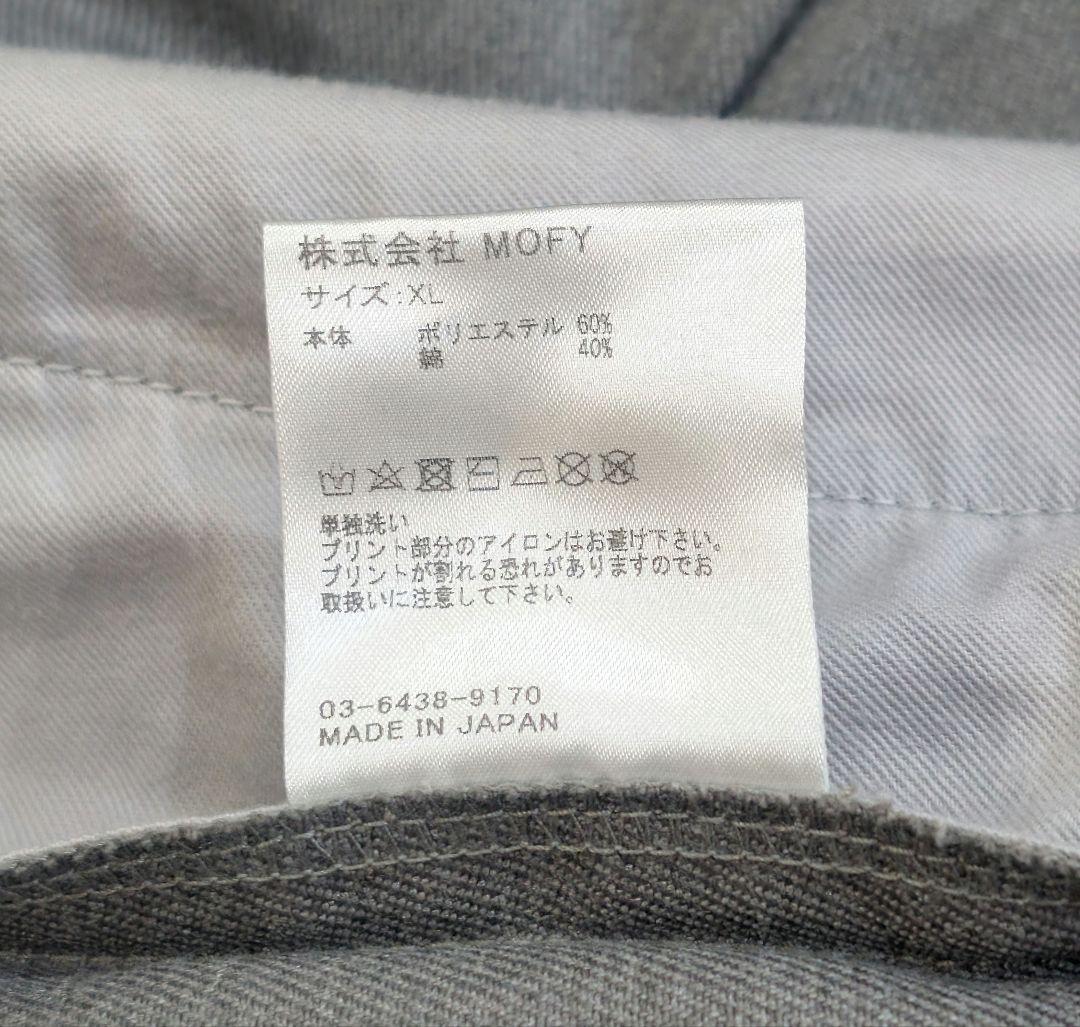 株式会社 MOFY
サイズ:XL
本体 ポリエステル 60%
綿 40%
単独洗い
プリント部分のアイロンはお避け下さい。
プリントが割れる恐れがありますのでお
取扱いに注意して下さい。
03-6438-9170
MADE IN JAPAN